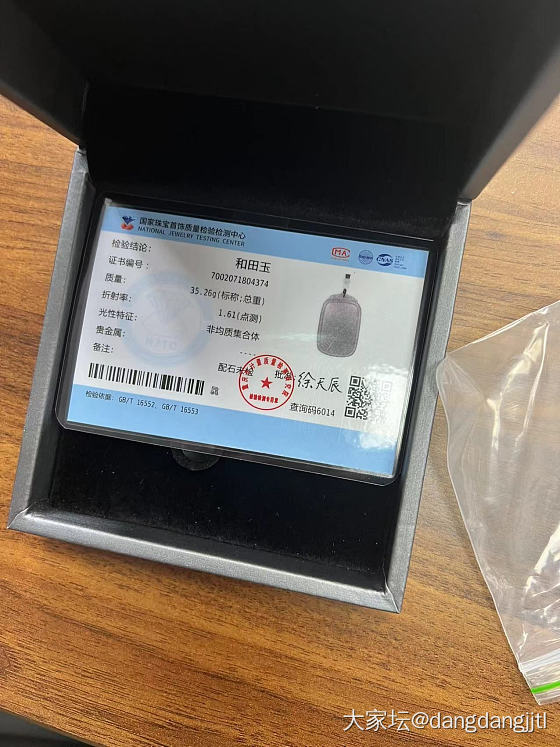 国家珠宝首饰质量检验检测中心
NATIONAL JEWELRY TESTING CENTER
检验结论：
和田玉
证书编号：
7002071804374
质量：
35.26g(标称:总重)
折射率：
1.61(点测)
光性特征：
非均质集合体
贵金属：
----
备注：
配石未检
批准
徐天辰
查询码6014
检验依据：GB/T 16552、GB/T 16553
MA
CNAS
大家坛@dangdangjjtl